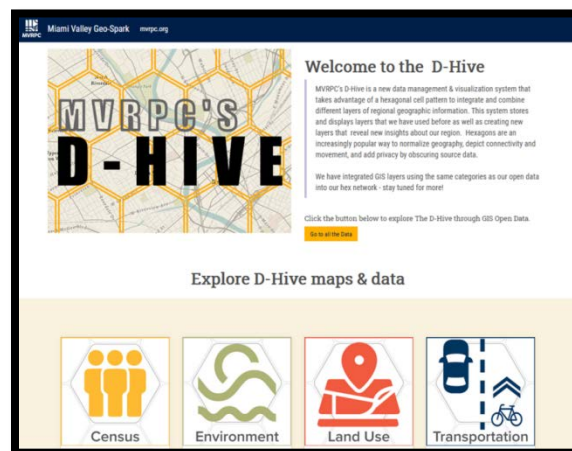 MVRPC
Miami Valley Geo-Spark mvrpc.org
MVRPC'S
D-HIVE
Welcome to the D-Hive
MVRPC's D-Hive is a new data management & visualization system that
takes advantage of a hexagonal cell pattern to integrate and combine
different layers of regional geographic information. This system stores
and displays layers that we have used before as well as creating new
layers that reveal new insights about our region. Hexagons are an
increasingly popular way to normalize geography, depict connectivity and
movement, and add privacy by obscuring source data.
We have integrated GIS layers using the same categories as our open data
into our hex network - stay tuned for more!
Click the button below to explore The D-Hive through GIS Open Data.
Go to all the Data
Explore D-Hive maps & data
Census
Environment
Land Use
Transportation